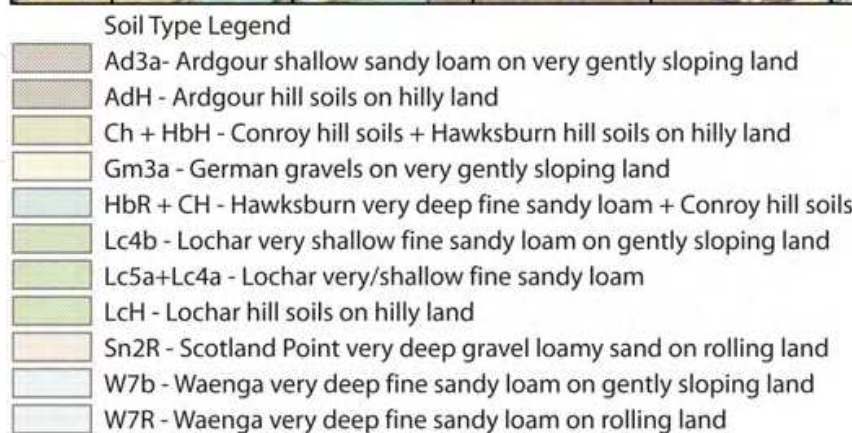 Soil Type Legend
Ad3a- Ardgour shallow sandy loam on very gently sloping land
AdH - Ardgour hill soils on hilly land
Ch + HbH - Conroy hill soils + Hawksburn hill soils on hilly land
Gm3a - German gravels on very gently sloping land
HbR + CH - Hawksburn very deep fine sandy loam + Conroy hill soils
Lc4b - Lochar very shallow fine sandy loam on gently sloping land
Lc5a+Lc4a - Lochar very/shallow fine sandy loam
LcH - Lochar hill soils on hilly land
Sn2R - Scotland Point very deep gravel loamy sand on rolling land
W7b - Waenga very deep fine sandy loam on gently sloping land
W7R - Waenga very deep fine sandy loam on rolling land